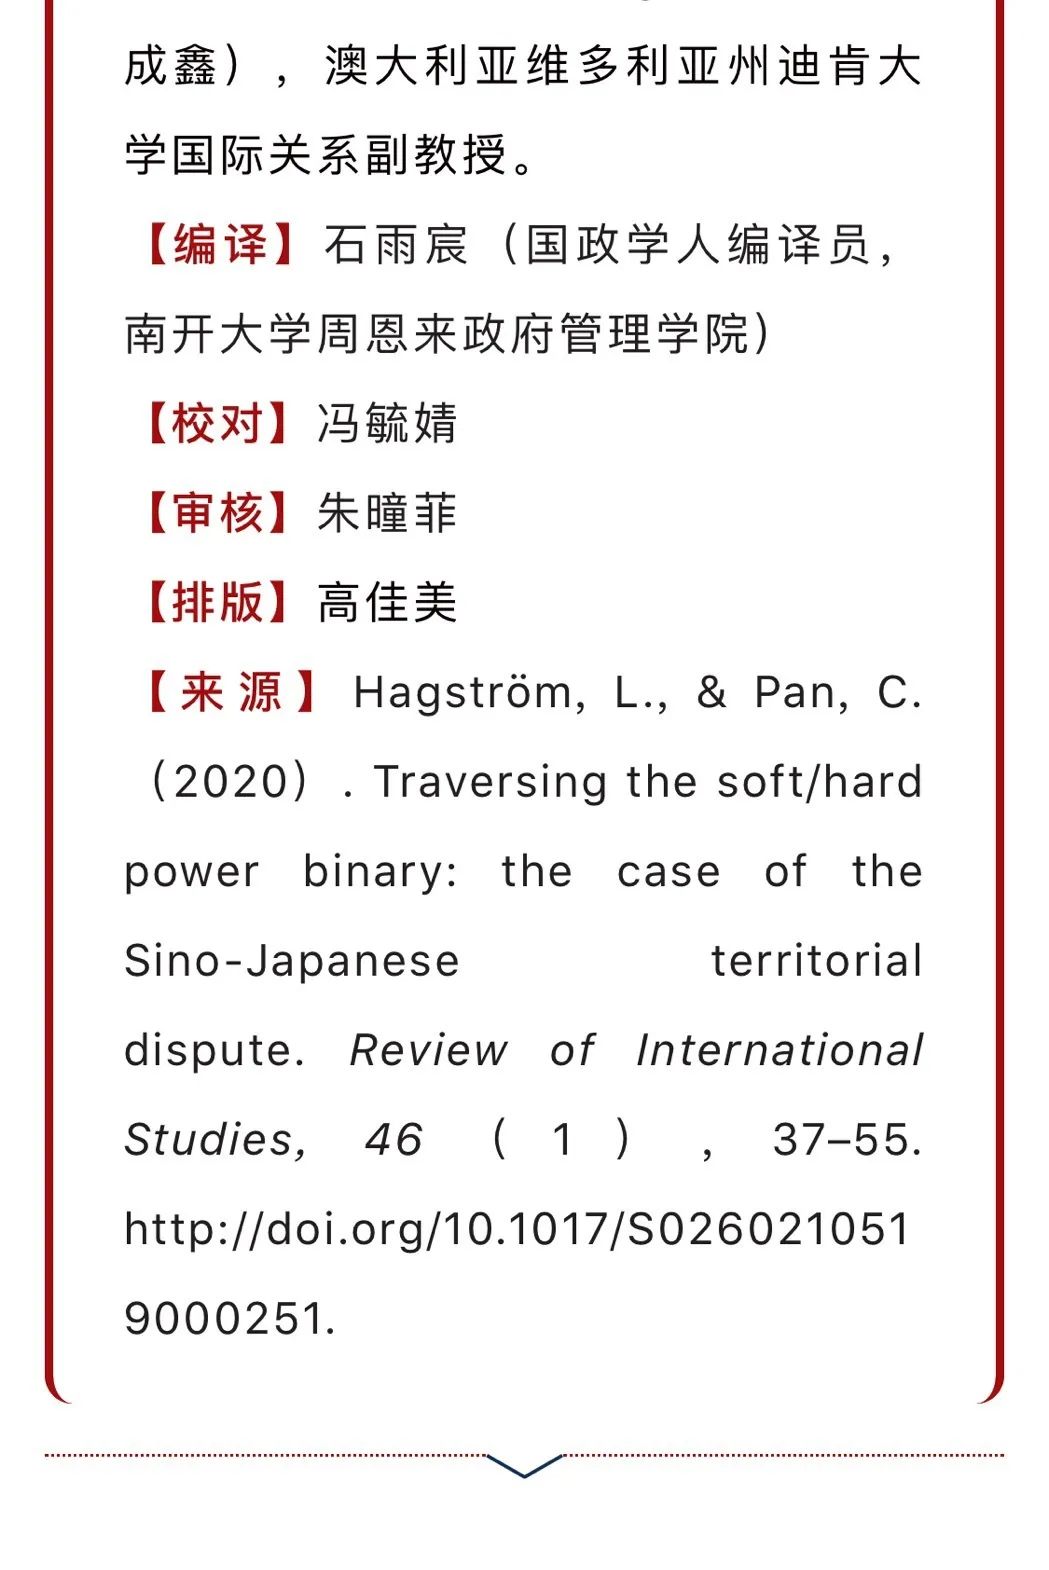 成鑫），澳大利亚维多利亚州迪肯大
学国际关系副教授。
【编译】石雨宸（国政学人编译员，
南开大学周恩来政府管理学院）
【校对】冯毓婧
【审核】朱曈菲
【排版】高佳美
【来源】Hagström, L., & Pan, C.
（2020）. Traversing the soft/hard
power binary: the case of the
Sino-Japanese territorial
dispute. Review of International
Studies, 46（1），37–55.
http://doi.org/10.1017/S026021051
9000251.